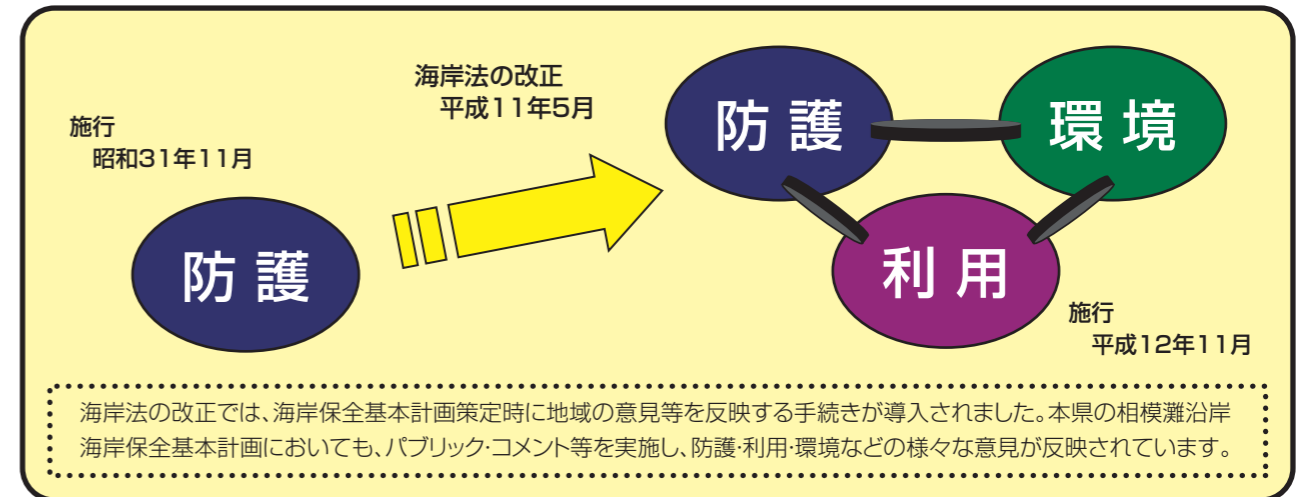 施行
昭和31年11月
防護
海岸法の改正
平成11年5月
防護
環境
利用
施行
平成12年11月
海岸法の改正では、海岸保全基本計画策定時に地域の意見等を反映する手続きが導入されました。本県の相模灘沿岸
海岸保全基本計画においても、パブリック・コメント等を実施し、防護・利用・環境などの様々な意見が反映されています。